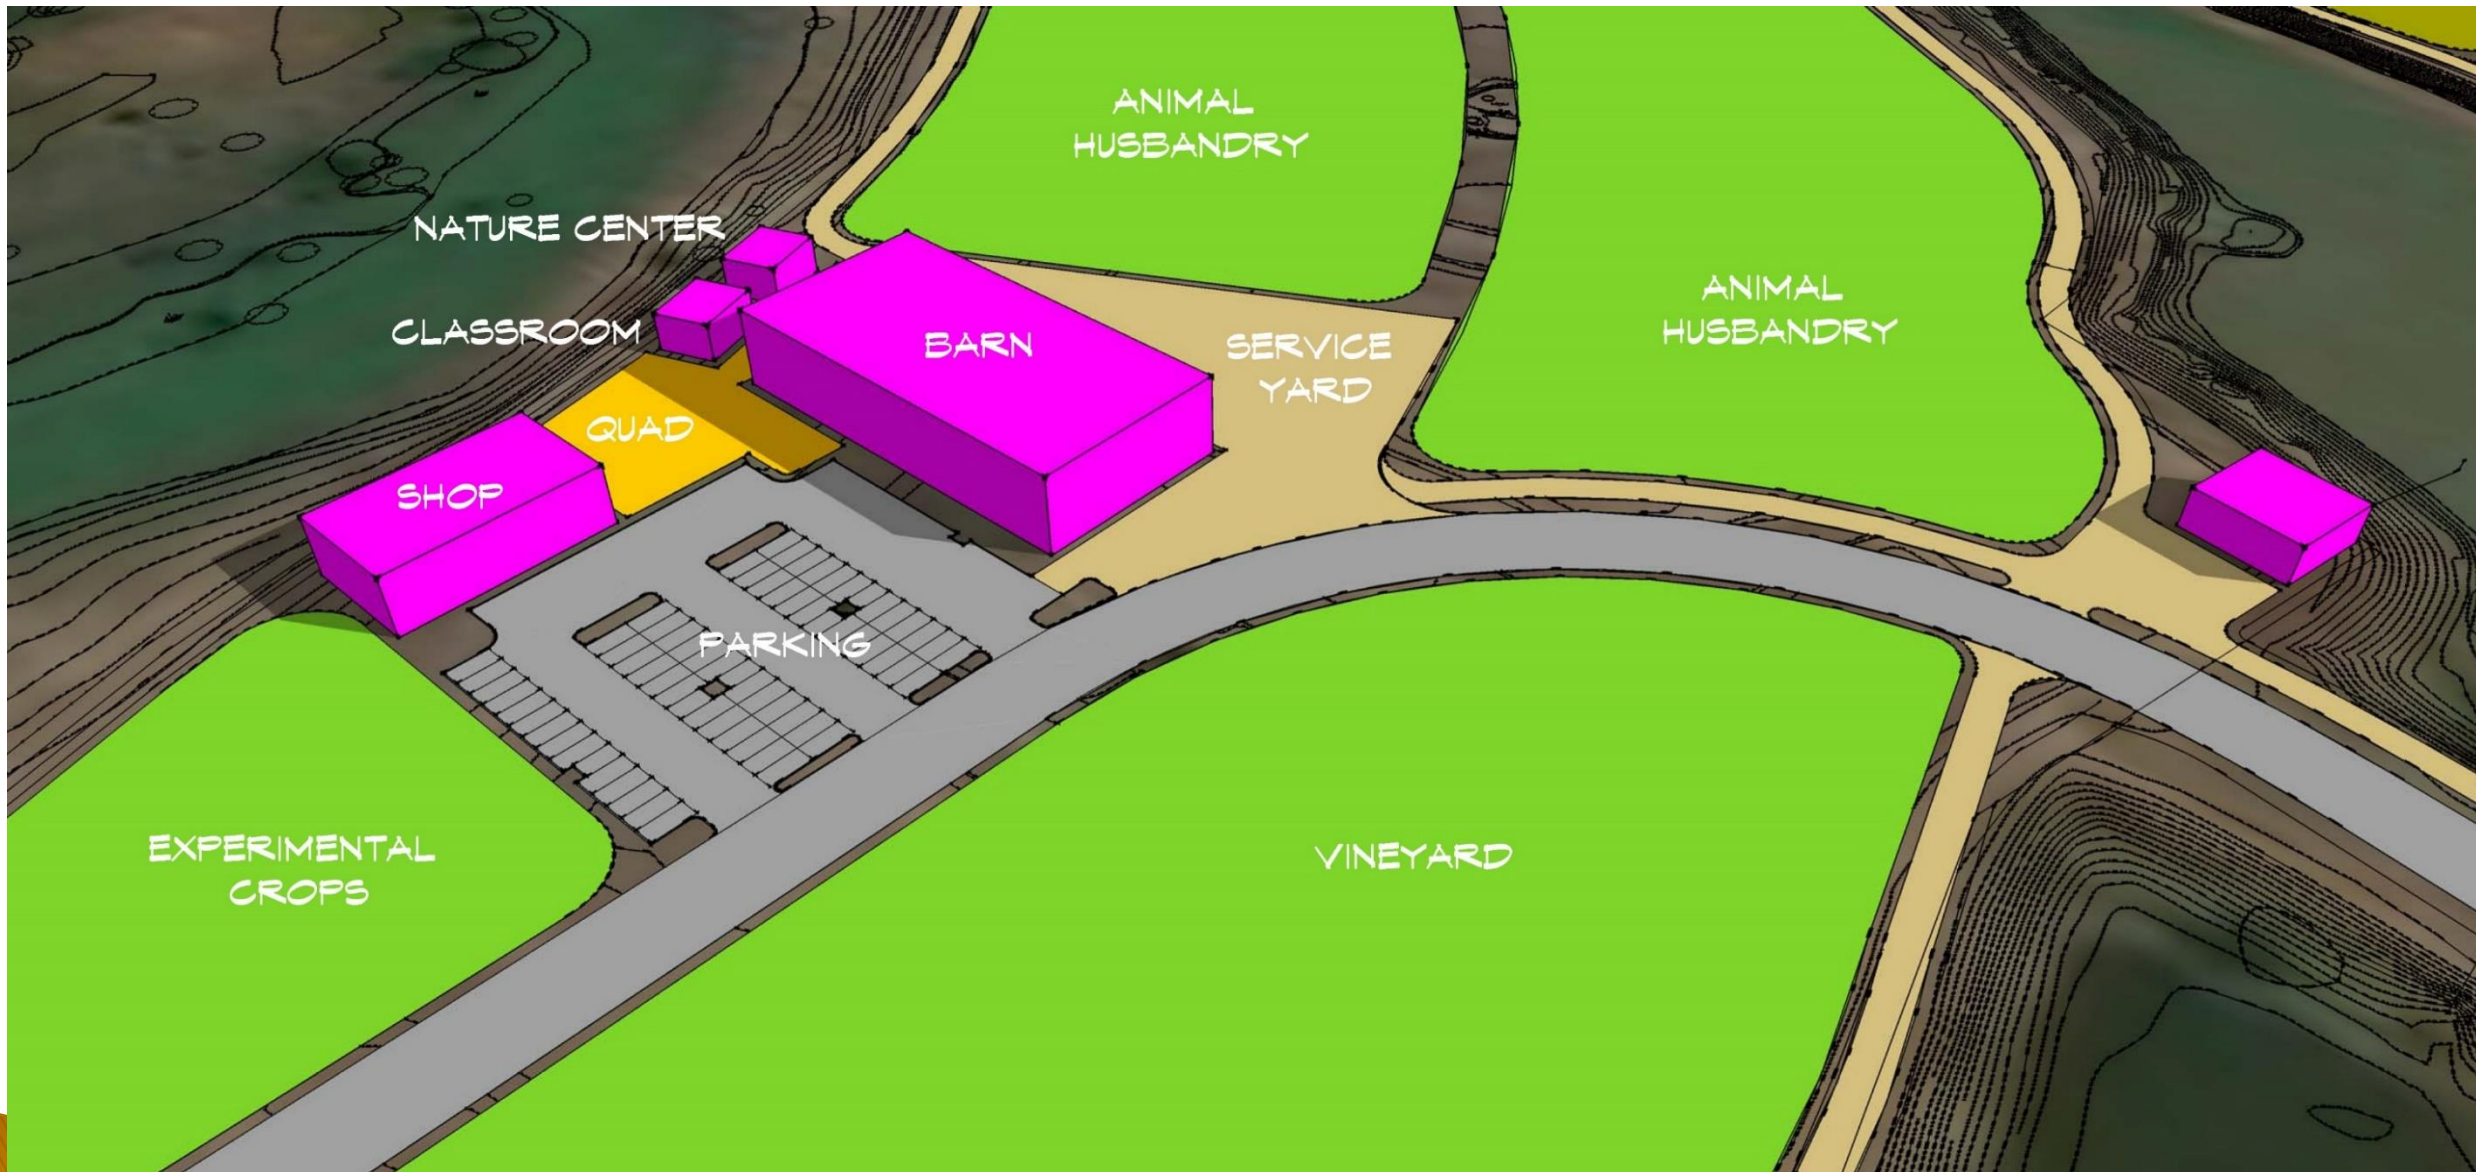 ANIMAL
HUSBANDRY
NATURE CENTER
ANIMAL
HUSBANDRY
CLASSROOM
BARN
SERVICE
YARD
QUAD
SHOP
PARKING
EXPERIMENTAL
CROPS
VINEYARD